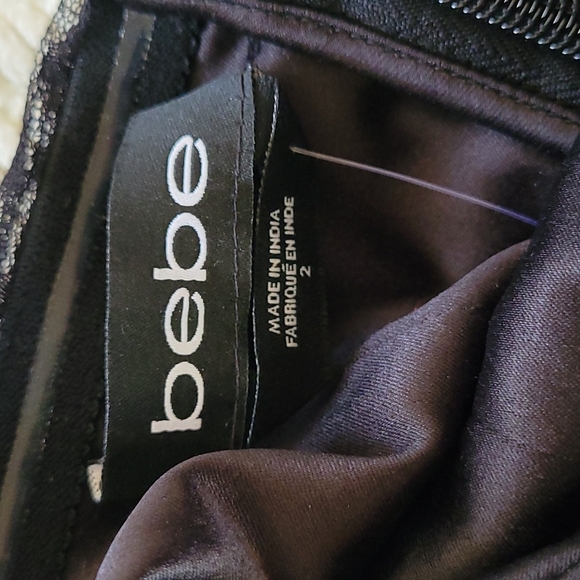 bebe
MADE IN INDIA
FABRIQUÉ EN INDE
2